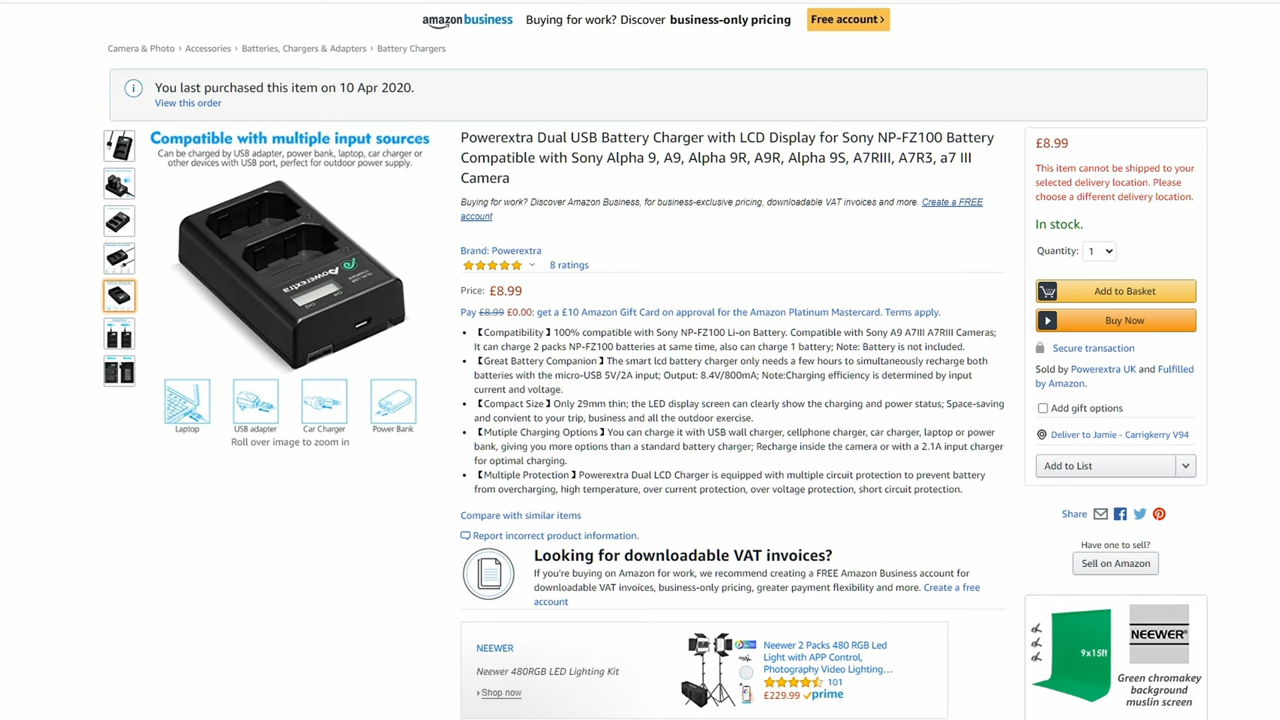 amazon business Buying for work? Discover business-only pricing Free account ›
Camera & Photo › Accessories › Batteries, Chargers & Adapters › Battery Chargers
You last purchased this item on 10 Apr 2020.
View this order
Compatible with multiple input sources
Can be charged by USB adapter, power bank, laptop, car charger or
other devices with USB port, perfect for outdoor power supply.
Powerextra
Laptop USB adapter Car Charger Power Bank
Roll over image to zoom in
Powerextra Dual USB Battery Charger with LCD Display for Sony NP-FZ100 Battery
Compatible with Sony Alpha 9, A9, Alpha 9R, A9R, Alpha 9S, A7RIII, A7R3, a7 III
Camera
Buying for work? Discover Amazon Business, for business-exclusive pricing, downloadable VAT invoices and more. Create a FREE
account
Brand: Powerextra
8 ratings
Price: £8.99
Pay £8.99 £0.00: get a £10 Amazon Gift Card on approval for the Amazon Platinum Mastercard. Terms apply.
• 【Compatibility】100% compatible with Sony NP-FZ100 Li-on Battery. Compatible with Sony A9 A7III A7RIII Cameras;
It can charge 2 packs NP-FZ100 batteries at same time, also can charge 1 battery; Note: Battery is not included.
• 【Great Battery Companion】The smart lcd battery charger only needs a few hours to simultaneously recharge both
batteries with the micro-USB 5V/2A input; Output: 8.4V/800mA; Note:Charging efficiency is determined by input
current and voltage.
• 【Compact Size】Only 29mm thin; the LED display screen can clearly show the charging and power status; Space-saving
and convient to your trip, business and all the outdoor exercise.
• 【Mutiple Charging Options】You can charge it with USB wall charger, cellphone charger, car charger, laptop or power
bank, giving you more options than a standard battery charger; Recharge inside the camera or with a 2.1A input charger
for optimal charging.
• 【Multiple Protection】Powerextra Dual LCD Charger is equipped with multiple circuit protection to prevent battery
from overcharging, high temperature, over current protection, over voltage protection, short circuit protection.
Compare with similar items
Report incorrect product information.
Looking for downloadable VAT invoices?
If you're buying on Amazon for work, we recommend creating a FREE Amazon Business account for
downloadable VAT invoices, business-only pricing, greater payment flexibility and more. Create a free
account
NEEWER
Neewer 480RGB LED Lighting Kit
› Shop now
Neewer 2 Packs 480 RGB Led
Light with APP Control,
Photography Video Lighting...
101
£229.99 prime
£8.99
This item cannot be shipped to your
selected delivery location. Please
choose a different delivery location.
In stock.
Quantity: 1
Add to Basket
Buy Now
Secure transaction
Sold by Powerextra UK and Fulfilled
by Amazon.
Add gift options
Deliver to Jamie - Carrigkerry V94
Add to List
Share
Have one to sell?
Sell on Amazon
9x15ft
NEEWER®
Green chromakey
background
muslin screen